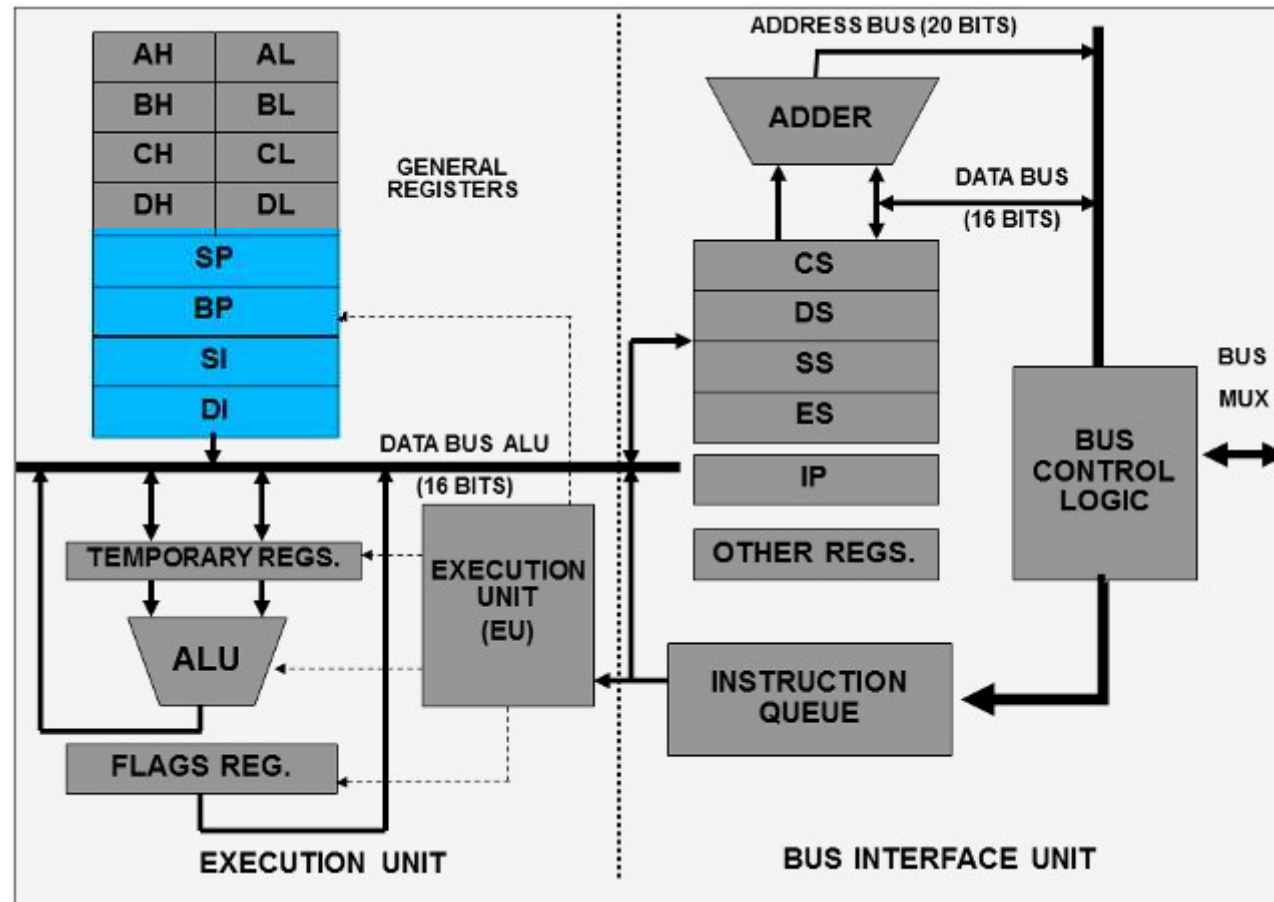 AH
AL
BH
BL
CH
CL
DH
DL
SP
BP
SI
DI
GENERAL
REGISTERS
DATA BUS ALU
(16 BITS)
TEMPORARY REGS.
ALU
FLAGS REG.
EXECUTION
UNIT
(EU)
EXECUTION UNIT
ADDRESS BUS (20 BITS)
ADDER
DATA BUS
(16 BITS)
CS
DS
SS
ES
IP
OTHER REGS.
BUS
CONTROL
LOGIC
BUS
MUX
INSTRUCTION
QUEUE
BUS INTERFACE UNIT